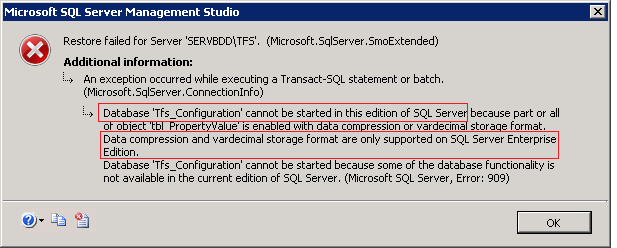 Microsoft SQL Server Management Studio
Restore failed for Server 'SERVBDD\TFS'.  (Microsoft.SqlServer.SmoExtended)
Additional information:
An exception occurred while executing a Transact-SQL statement or batch.
(Microsoft.SqlServer.ConnectionInfo)
Database 'Tfs_Configuration' cannot be started in this edition of SQL Server because part or all
of object 'tbl_PropertyValue' is enabled with data compression or vardecimal storage format.
Data compression and vardecimal storage format are only supported on SQL Server Enterprise
Edition.
Database 'Tfs_Configuration' cannot be started because some of the database functionality is
not available in the current edition of SQL Server. (Microsoft SQL Server, Error: 909)
OK